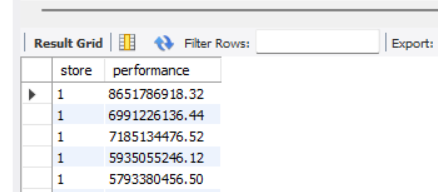 Result Grid Filter Rows: Export:
store performance
1 8651786918.32
1 6991226136.44
1 7185134476.52
1 5935055246.12
1 5793380456.50